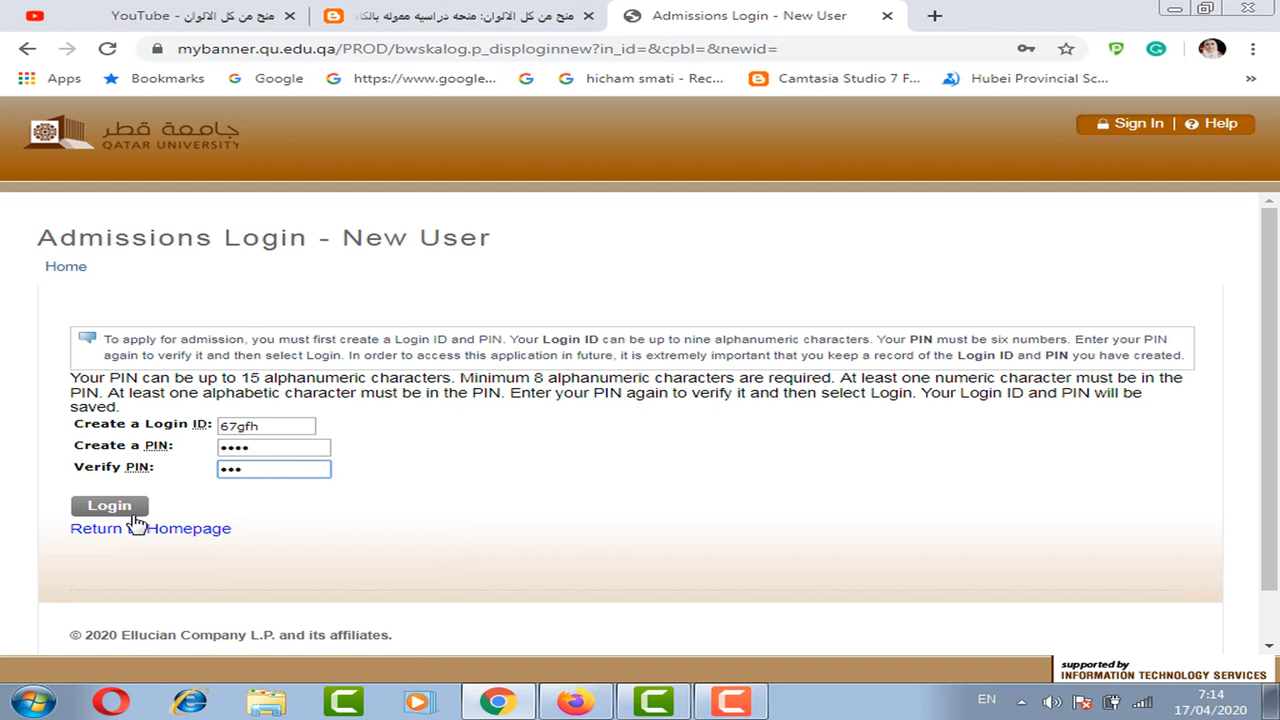 منح من كل الالوان - YouTube
منح من كل الالوان: منحه دراسيه مموله بالكا
Admissions Login - New User
mybanner.qu.edu.qa/PROD/bwskalog.p_disploginnew?in_id=&cpbl=&newid=
Apps Bookmarks Google https://www.google... hicham smati - Rec... Camtasia Studio 7 F... Hubei Provincial Sc... »
جامعة قطر
QATAR UNIVERSITY
Sign In | Help
Admissions Login - New User
Home
To apply for admission, you must first create a Login ID and PIN. Your Login ID can be up to nine alphanumeric characters. Your PIN must be six numbers. Enter your PIN
again to verify it and then select Login. In order to access this application in future, it is extremely important that you keep a record of the Login ID and PIN you have created.
Your PIN can be up to 15 alphanumeric characters. Minimum 8 alphanumeric characters are required. At least one numeric character must be in the
PIN. At least one alphabetic character must be in the PIN. Enter your PIN again to verify it and then select Login. Your Login ID and PIN will be
saved.
Create a Login ID: 67gfh
Create a PIN: ••••
Verify PIN: •••
Login
Return Homepage
© 2020 Ellucian Company L.P. and its affiliates.
supported by
INFORMATION TECHNOLOGY SERVICES
EN
7:14
17/04/2020